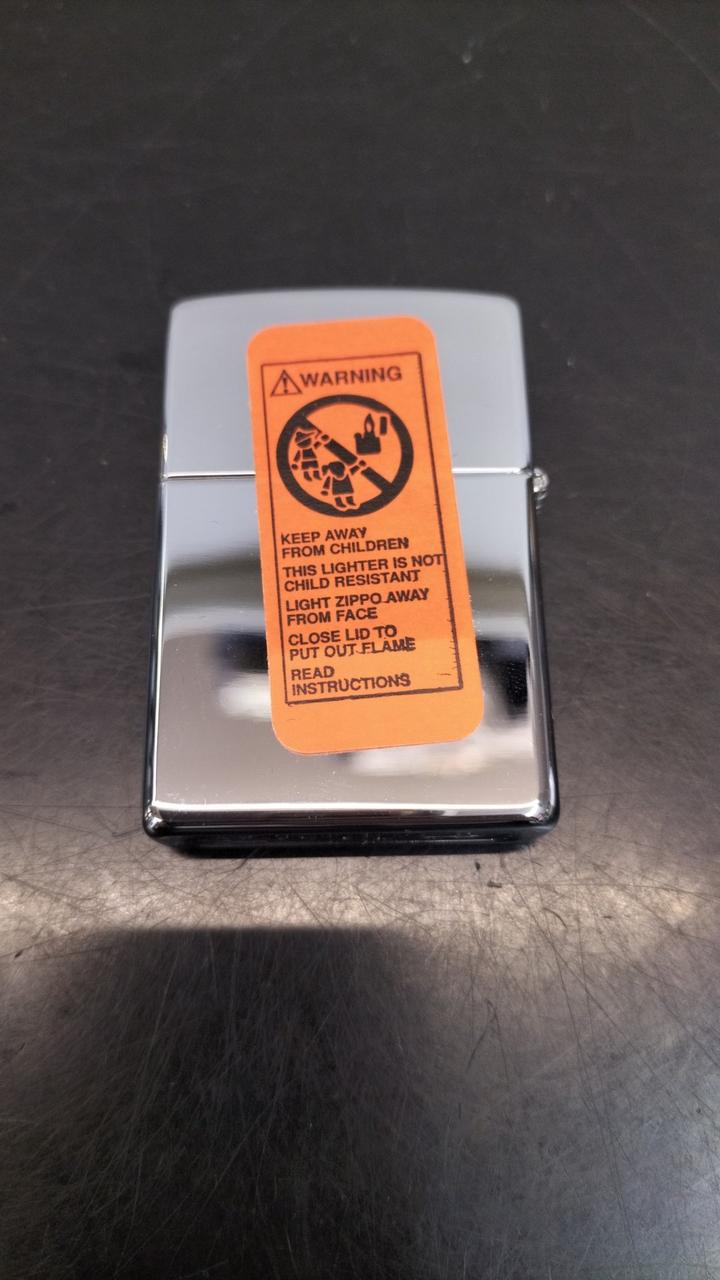 WARNING
KEEP AWAY
FROM CHILDREN
THIS LIGHTER IS NOT
CHILD RESISTANT
LIGHT ZIPPO AWAY
FROM FACE
CLOSE LID TO
PUT OUT FLAME
READ
INSTRUCTIONS